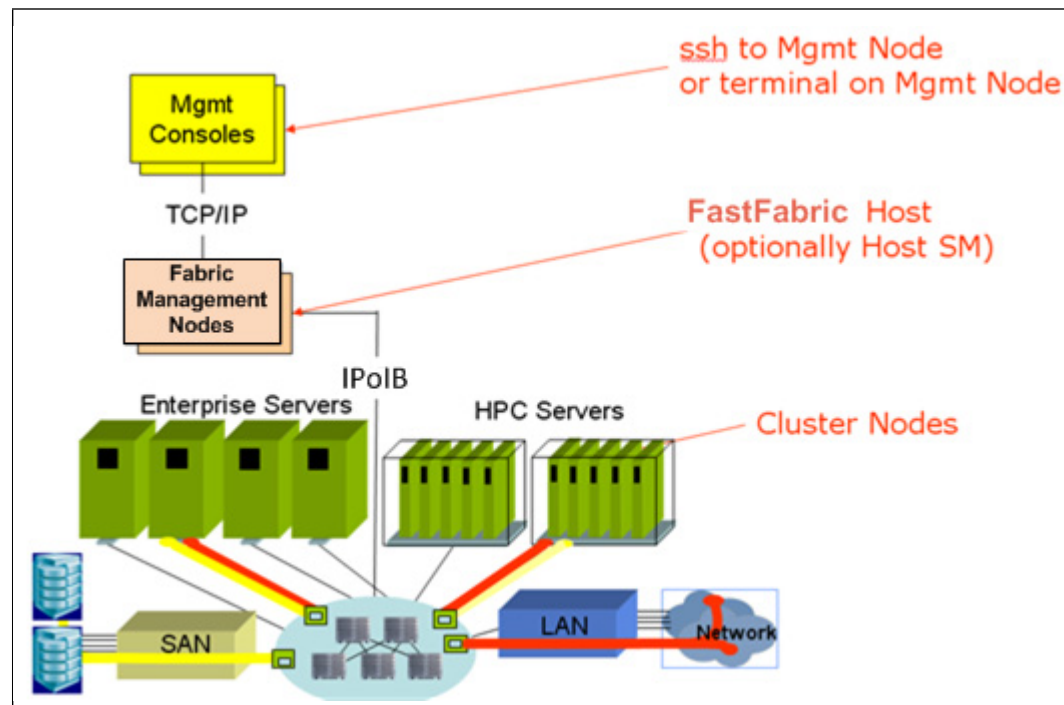 ssh to Mgmt Node
or terminal on Mgmt Node
Mgmt
Consoles
TCP/IP
FastFabric Host
(optionally Host SM)
Fabric
Management
Nodes
IPoIB
Enterprise Servers
HPC Servers
Cluster Nodes
SAN
LAN
Network